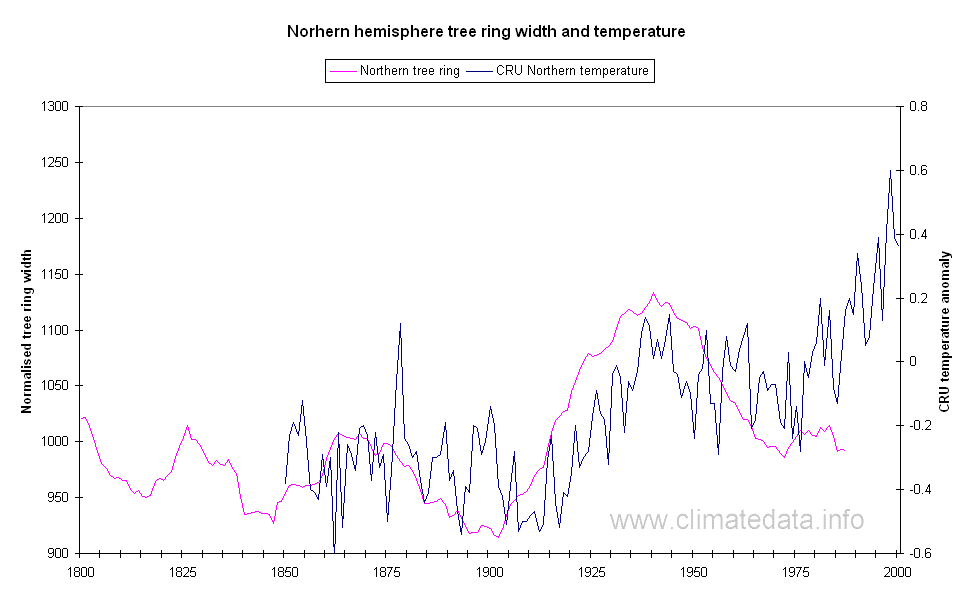 Norhern hemisphere tree ring width and temperature
Northern tree ring CRU Northern temperature
1300 0.8
1250 0.6
1200 0.4
1150 0.2
1100 0
1050 -0.2
1000 -0.4
950 -0.6
900
Normalised tree ring width
CRU temperature anomaly
www.climatedata.info
1800 1825 1850 1875 1900 1925 1950 1975 2000